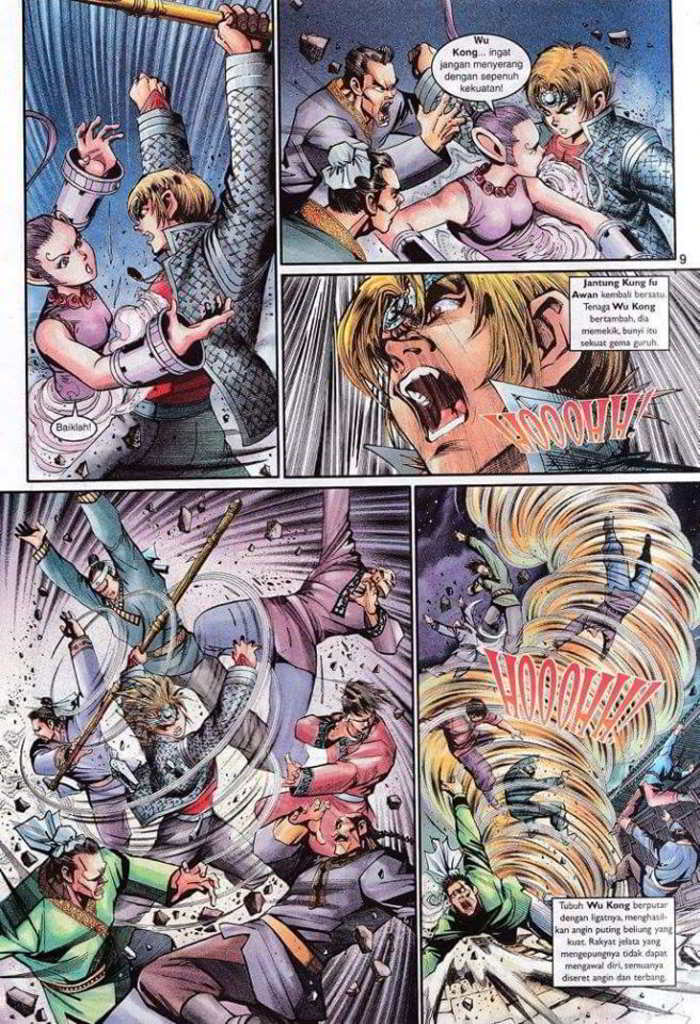 Baiklah!
Wu
Kong... ingat
jangan menyerang
dengan sepenuh
kekuatan!
9
Jantung Kung fu
Awan kembali bersatu.
Tenaga Wu Kong
bertambah, dia
memekik, bunyi itu
sekuat gema guruh.
HOOOHH!
HOOOHH!
Tubuh Wu Kong berputar
dengan ligatnya, menghasil-
kan angin puting beliung yang
kuat. Rakyat jelata yang
mengepungnya tidak dapat
mengawal diri, semuanya
diseret angin dan terbang.